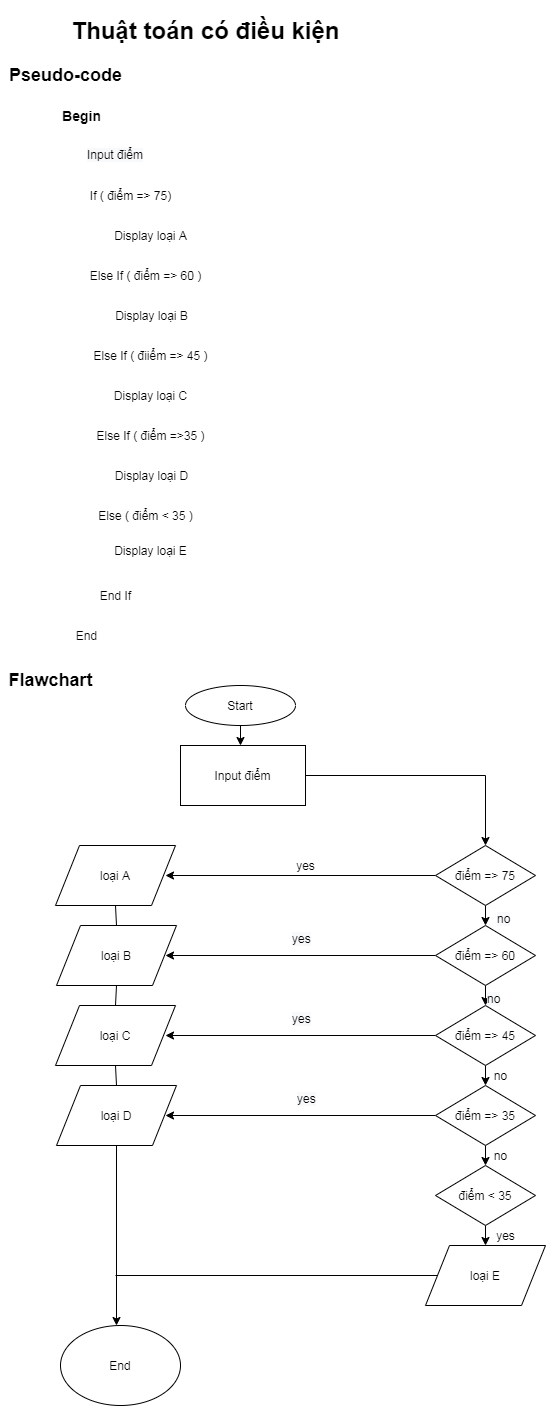 Thuật toán có điều kiện
Pseudo-code
Begin
Input điểm
If ( điểm => 75)
Display loại A
Else If ( điểm => 60 )
Display loại B
Else If ( điiểm => 45 )
Display loại C
Else If ( điểm =>35 )
Display loại D
Else ( điểm < 35 )
Display loại E
End If
End
Flawchart
Start
Input điểm
loại A
yes
điểm => 75
no
loại B
yes
điểm => 60
no
loại C
yes
điểm => 45
no
loại D
yes
điểm => 35
no
điểm < 35
yes
loại E
End